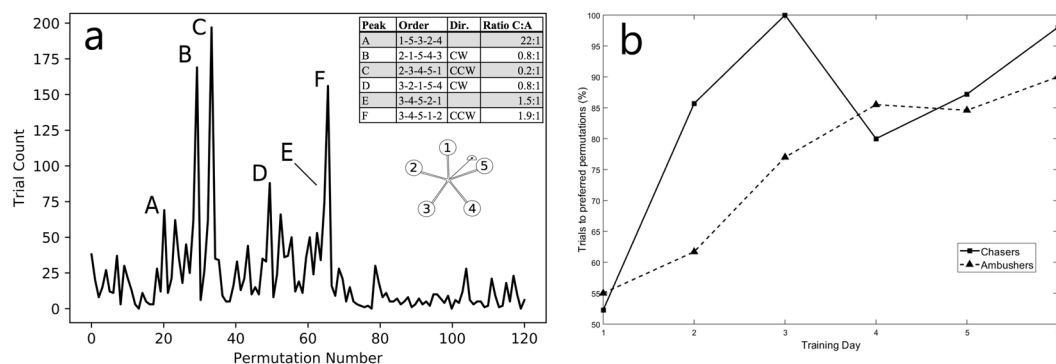 a
200
175
150
125
100
75
50
25
0
Trial Count
0 20 40 60 80 100 120
Permutation Number
A
B
C
D
E
F
Peak Order Dir. Ratio C:A
A 1-5-3-2-4 22:1
B 2-1-5-4-3 CW 0.8:1
C 2-3-4-5-1 CCW 0.2:1
D 3-2-1-5-4 CW 0.8:1
E 3-4-5-2-1 1.5:1
F 3-4-5-1-2 CCW 1.9:1
1
2
5
3
4
b
100
95
90
85
80
75
70
65
60
55
50
Trials to preferred permutations (%)
1 2 3 4 5
Training Day
Chasers
Ambushers